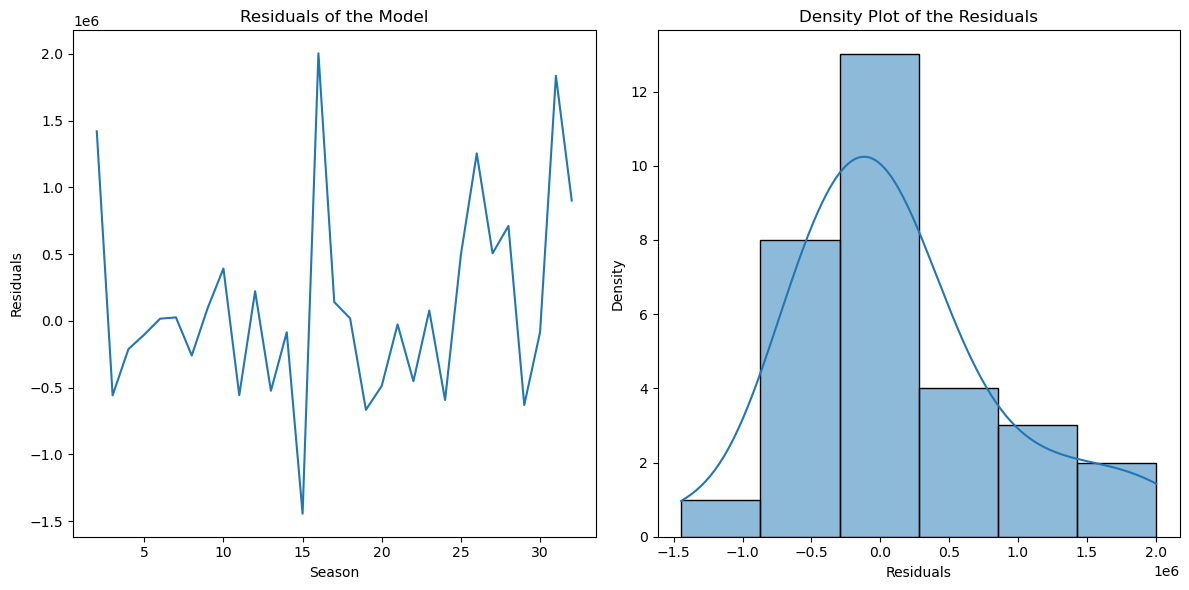 Residuals of the Model
1e6
2.0
1.5
1.0
0.5
0.0
−0.5
−1.0
−1.5
Residuals
5 10 15 20 25 30
Season
Density Plot of the Residuals
12
10
8
6
4
2
0
Density
−1.5 −1.0 −0.5 0.0 0.5 1.0 1.5 2.0
1e6
Residuals